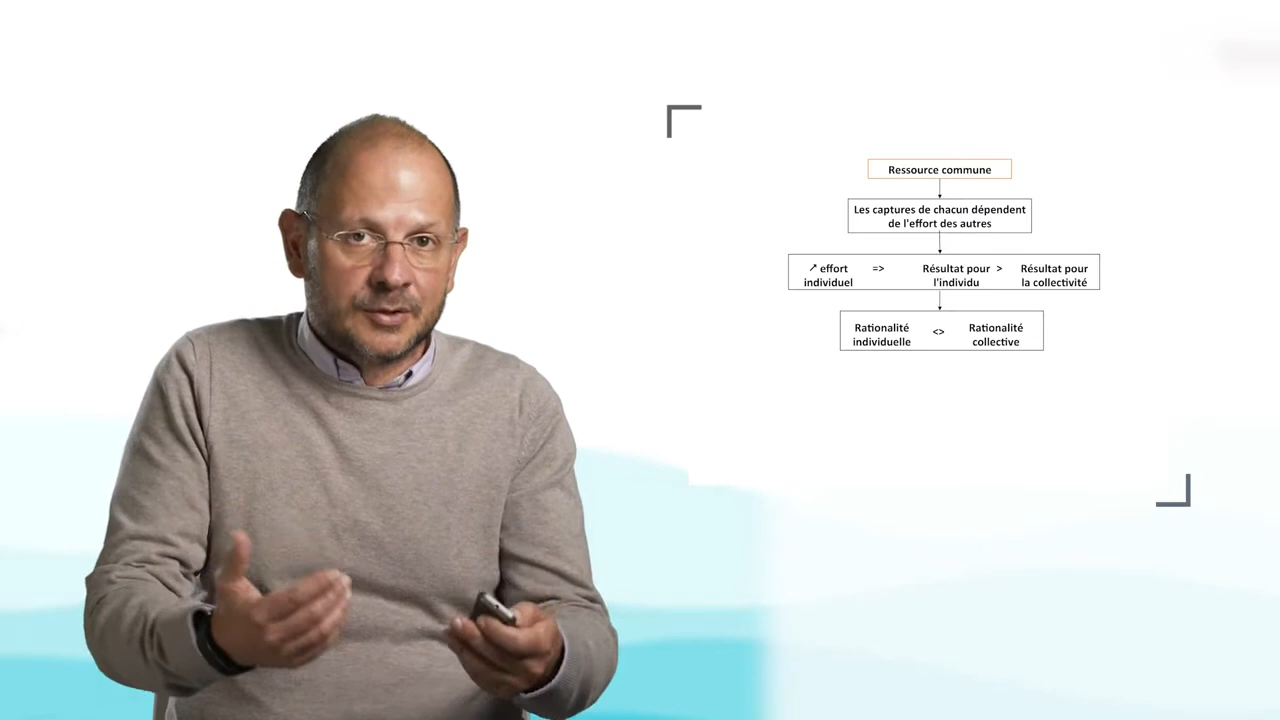 Ressource commune
Les captures de chacun dépendent
de l'effort des autres
↗ effort => Résultat pour > Résultat pour
individuel l'individu la collectivité
Rationalité <> Rationalité
individuelle collective